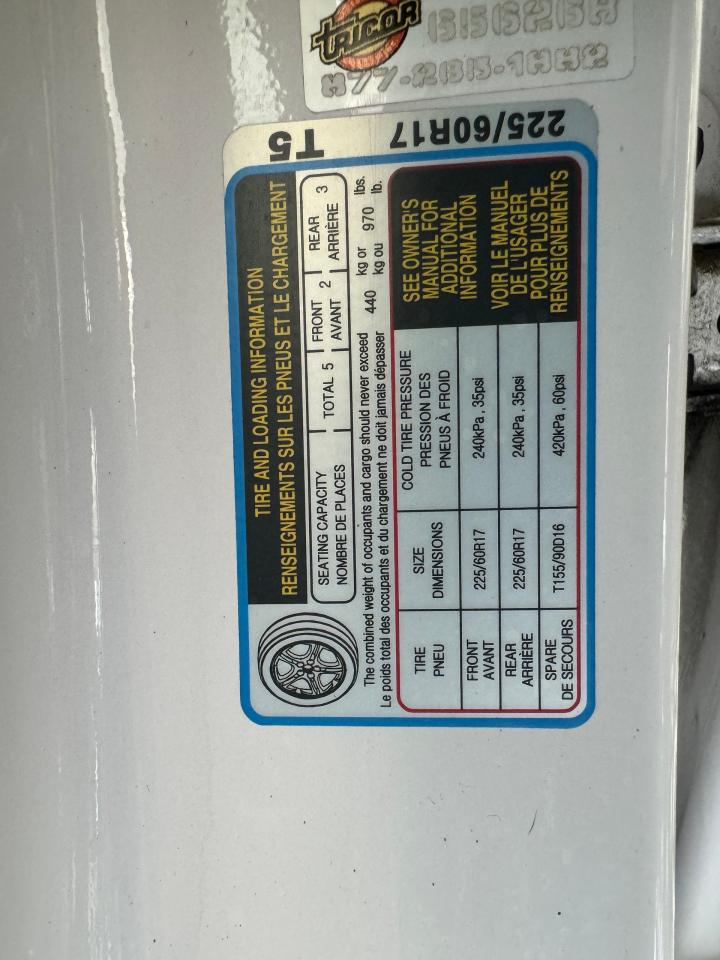 TRICOR
T5
225/60R17
TIRE AND LOADING INFORMATION
RENSEIGNEMENTS SUR LES PNEUS ET LE CHARGEMENT
SEATING CAPACITY
NOMBRE DE PLACES
TOTAL 5
FRONT
AVANT
2
REAR
ARRIÈRE
3
The combined weight of occupants and cargo should never exceed 440 kg or 970 lbs.
Le poids total des occupants et du chargement ne doit jamais dépasser kg ou lb.
TIRE
PNEU
SIZE
DIMENSIONS
COLD TIRE PRESSURE
PRESSION DES
PNEUS À FROID
FRONT
AVANT
225/60R17
240kPa , 35psi
REAR
ARRIÈRE
225/60R17
240kPa , 35psi
SPARE
DE SECOURS
T155/90D16
420kPa , 60psi
SEE OWNER'S
MANUAL FOR
ADDITIONAL
INFORMATION
VOIR LE MANUEL
DE L'USAGER
POUR PLUS DE
RENSEIGNEMENTS